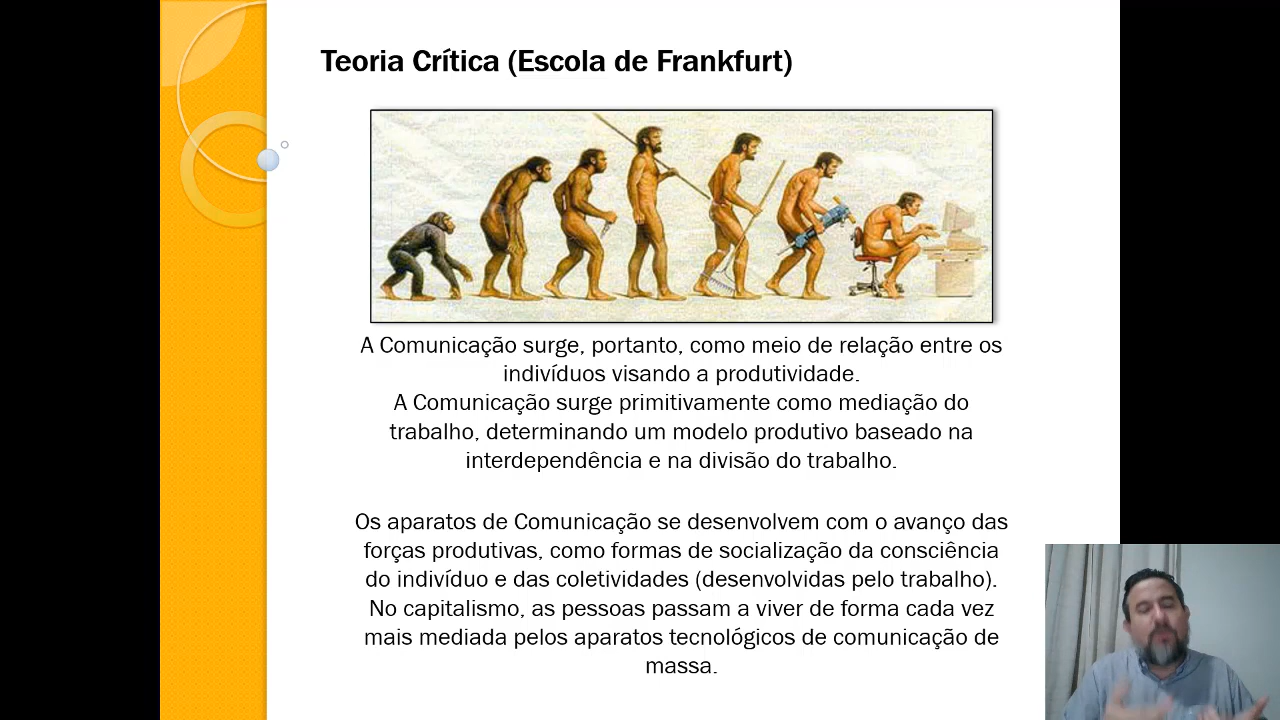 Teoria Crítica (Escola de Frankfurt)
A Comunicação surge, portanto, como meio de relação entre os
indivíduos visando a produtividade.
A Comunicação surge primitivamente como mediação do
trabalho, determinando um modelo produtivo baseado na
interdependência e na divisão do trabalho.
Os aparatos de Comunicação se desenvolvem com o avanço das
forças produtivas, como formas de socialização da consciência
do indivíduo e das coletividades (desenvolvidas pelo trabalho).
No capitalismo, as pessoas passam a viver de forma cada vez
mais mediada pelos aparatos tecnológicos de comunicação de
massa.